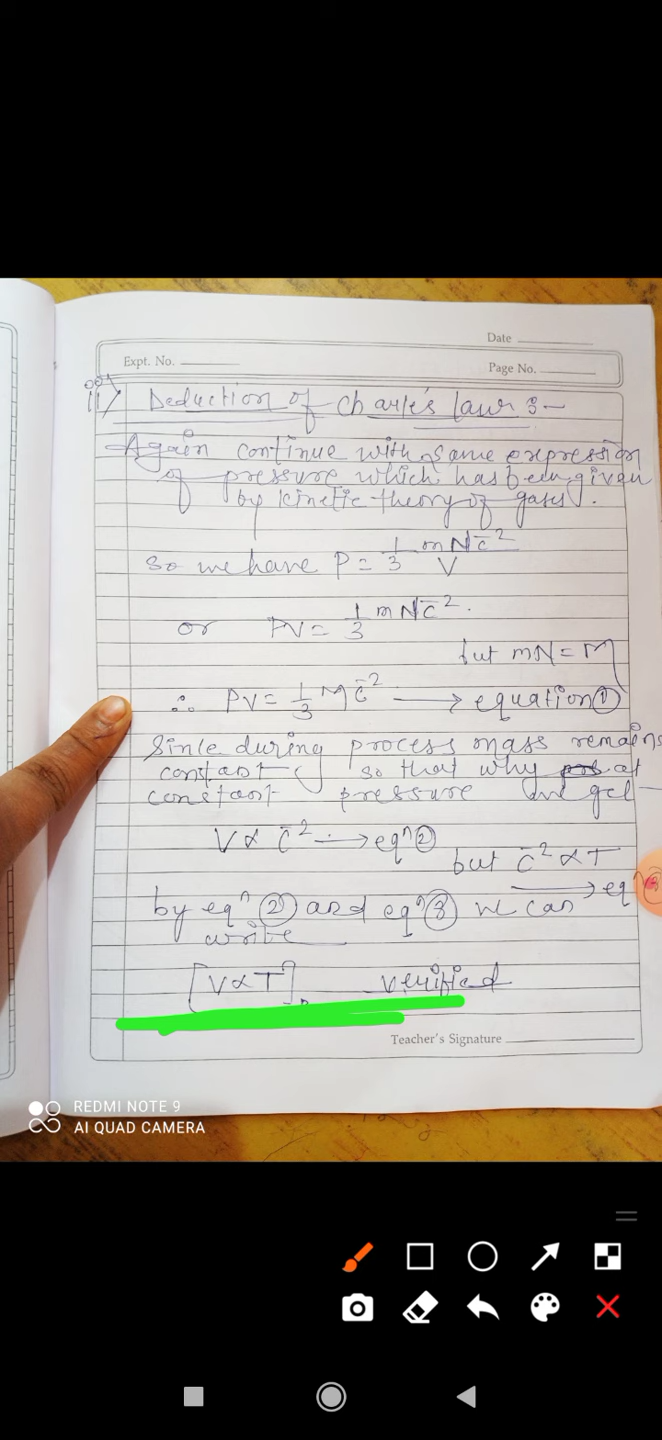 Date
Expt. No.
Page No.
ii) Deduction of Charle's law :-
Again continue with same expression
of pressure which has been given
by kinetic theory of gases.
so we have P = 1/3 mNc̄²/V
or PV = 1/3 mNc̄².
but mN = M
∴ PV = 1/3 Mc̄² → equation ①
Since during process mass remains
constant, so that why at
constant pressure we get
V ∝ c̄² → eqⁿ ②
but c̄² ∝ T
→ eqⁿ ③
by eqⁿ ② and eqⁿ ③ we can
write
[V ∝ T]ₚ verified
Teacher's Signature
REDMI NOTE 9
AI QUAD CAMERA